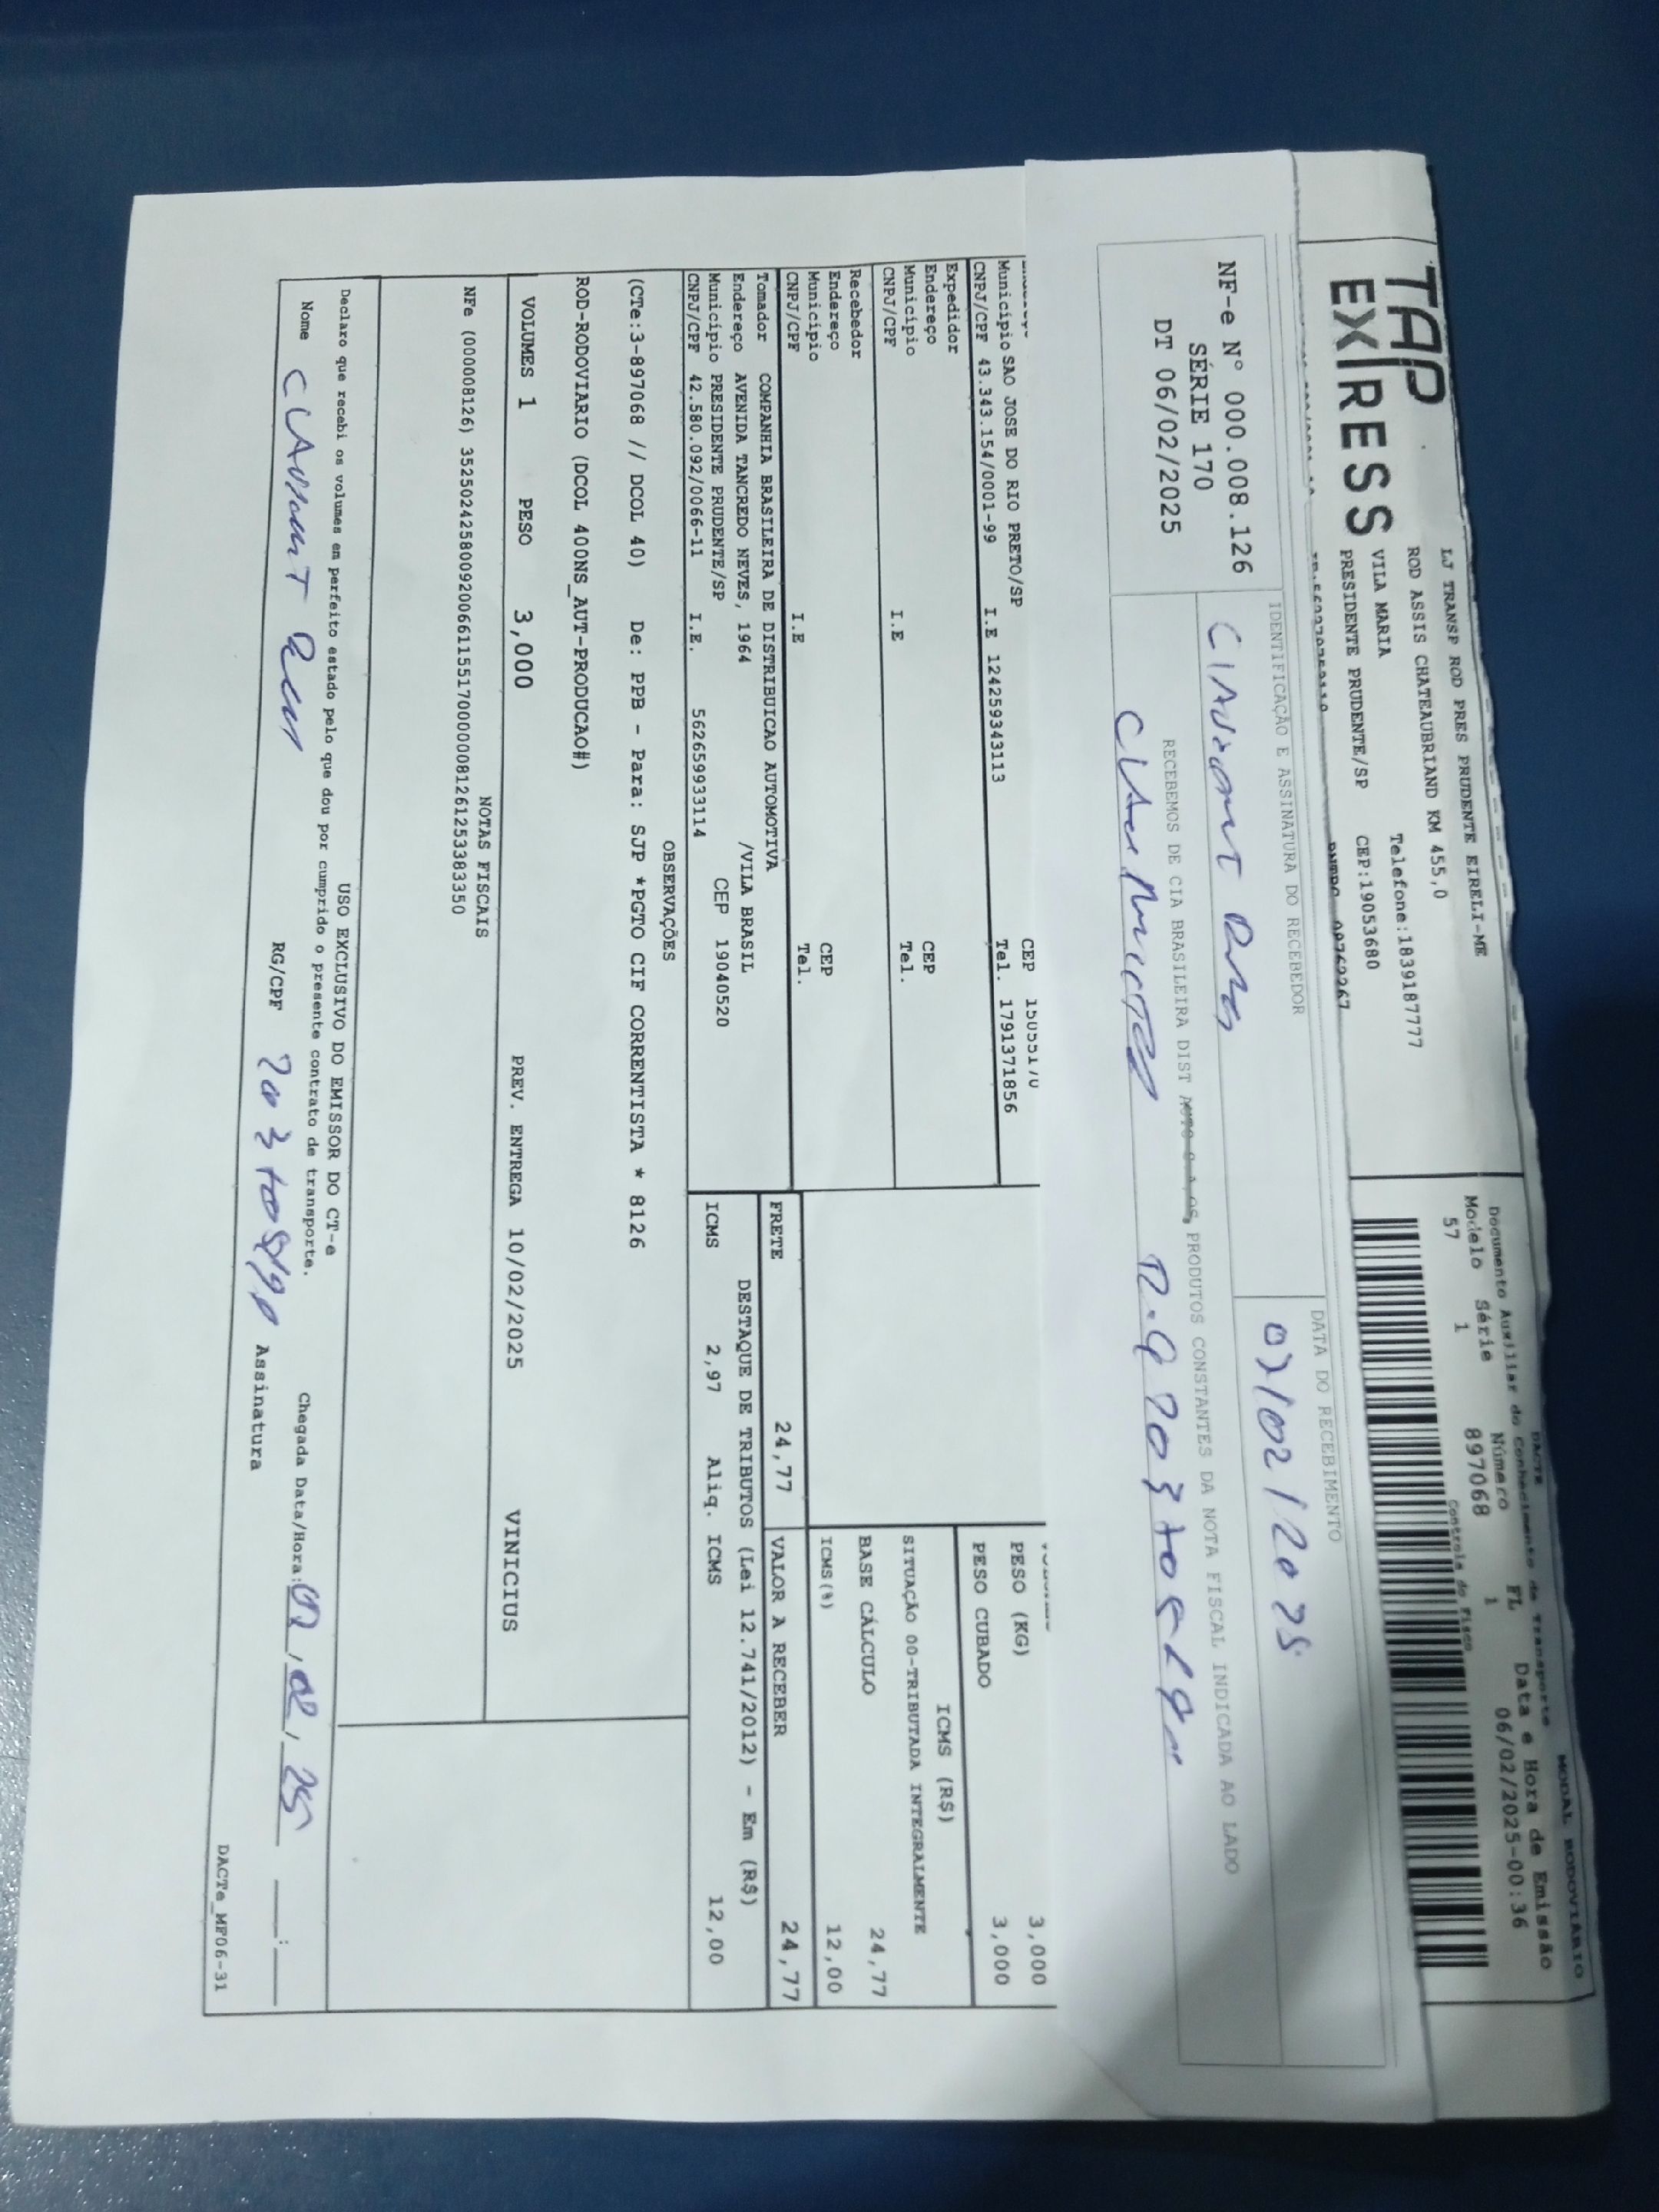 TAP
EXPRESS
LJ TRANSP ROD PRES PRUDENTE EIRELI-ME
ROD ASSIS CHATEAUBRIAND KM 455,0
VILA MARIA Telefone:1839187777
PRESIDENTE PRUDENTE/SP CEP:19053680
MODAL RODOVIÁRIO
DACTE
Documento Auxiliar do Conhecimento de Transporte
Modelo Série Número FL Data e Hora de Emissão
57 1 897068 1 06/02/2025-00:36
Controle do Fisco
NF-e N° 000.008.126
SÉRIE 170
DT 06/02/2025
IDENTIFICAÇÃO E ASSINATURA DO RECEBEDOR
DATA DO RECEBIMENTO
07/02/2025
RECEBEMOS DE CIA BRASILEIRA DIST AUTO S.A, OS PRODUTOS CONSTANTES DA NOTA FISCAL INDICADA AO LADO
CEP 15055170
Município SAO JOSE DO RIO PRETO/SP Tel. 1791371856
CNPJ/CPF 43.343.154/0001-99 I.E 124259343113
Expedidor
Endereço CEP
Município Tel.
CNPJ/CPF I.E
Recebedor
Endereço CEP
Município Tel.
CNPJ/CPF I.E
PESO (KG) 3,000
PESO CUBADO 3,000
ICMS (R$)
SITUAÇÃO 00-TRIBUTADA INTEGRALMENTE
BASE CÁLCULO 24,77
ICMS(%) 12,00
Tomador COMPANHIA BRASILEIRA DE DISTRIBUICAO AUTOMOTIVA
Endereço AVENIDA TANCREDO NEVES, 1964 /VILA BRASIL
Município PRESIDENTE PRUDENTE/SP CEP 19040520
CNPJ/CPF 42.580.092/0066-11 I.E. 562659933114
FRETE 24,77 VALOR A RECEBER 24,77
DESTAQUE DE TRIBUTOS (Lei 12.741/2012) - Em (R$)
ICMS 2,97 Aliq. ICMS 12,00
OBSERVAÇÕES
(CTe:3-897068 // DCOL 40) De: PPB - Para: SJP *PGTO CIF CORRENTISTA * 8126
ROD-RODOVIARIO (DCOL 400NS_AUT-PRODUCAO#)
VOLUMES 1 PESO 3,000 PREV. ENTREGA 10/02/2025 VINICIUS
NOTAS FISCAIS
NFe (000008126) 35250242580092006611551700000081261253383350
USO EXCLUSIVO DO EMISSOR DO CT-e
Declaro que recebi os volumes em perfeito estado pelo que dou por cumprido o presente contrato de transporte.
Nome RG/CPF Assinatura Chegada Data/Hora: 07/02/25 __:__
DACTe_MF06-31